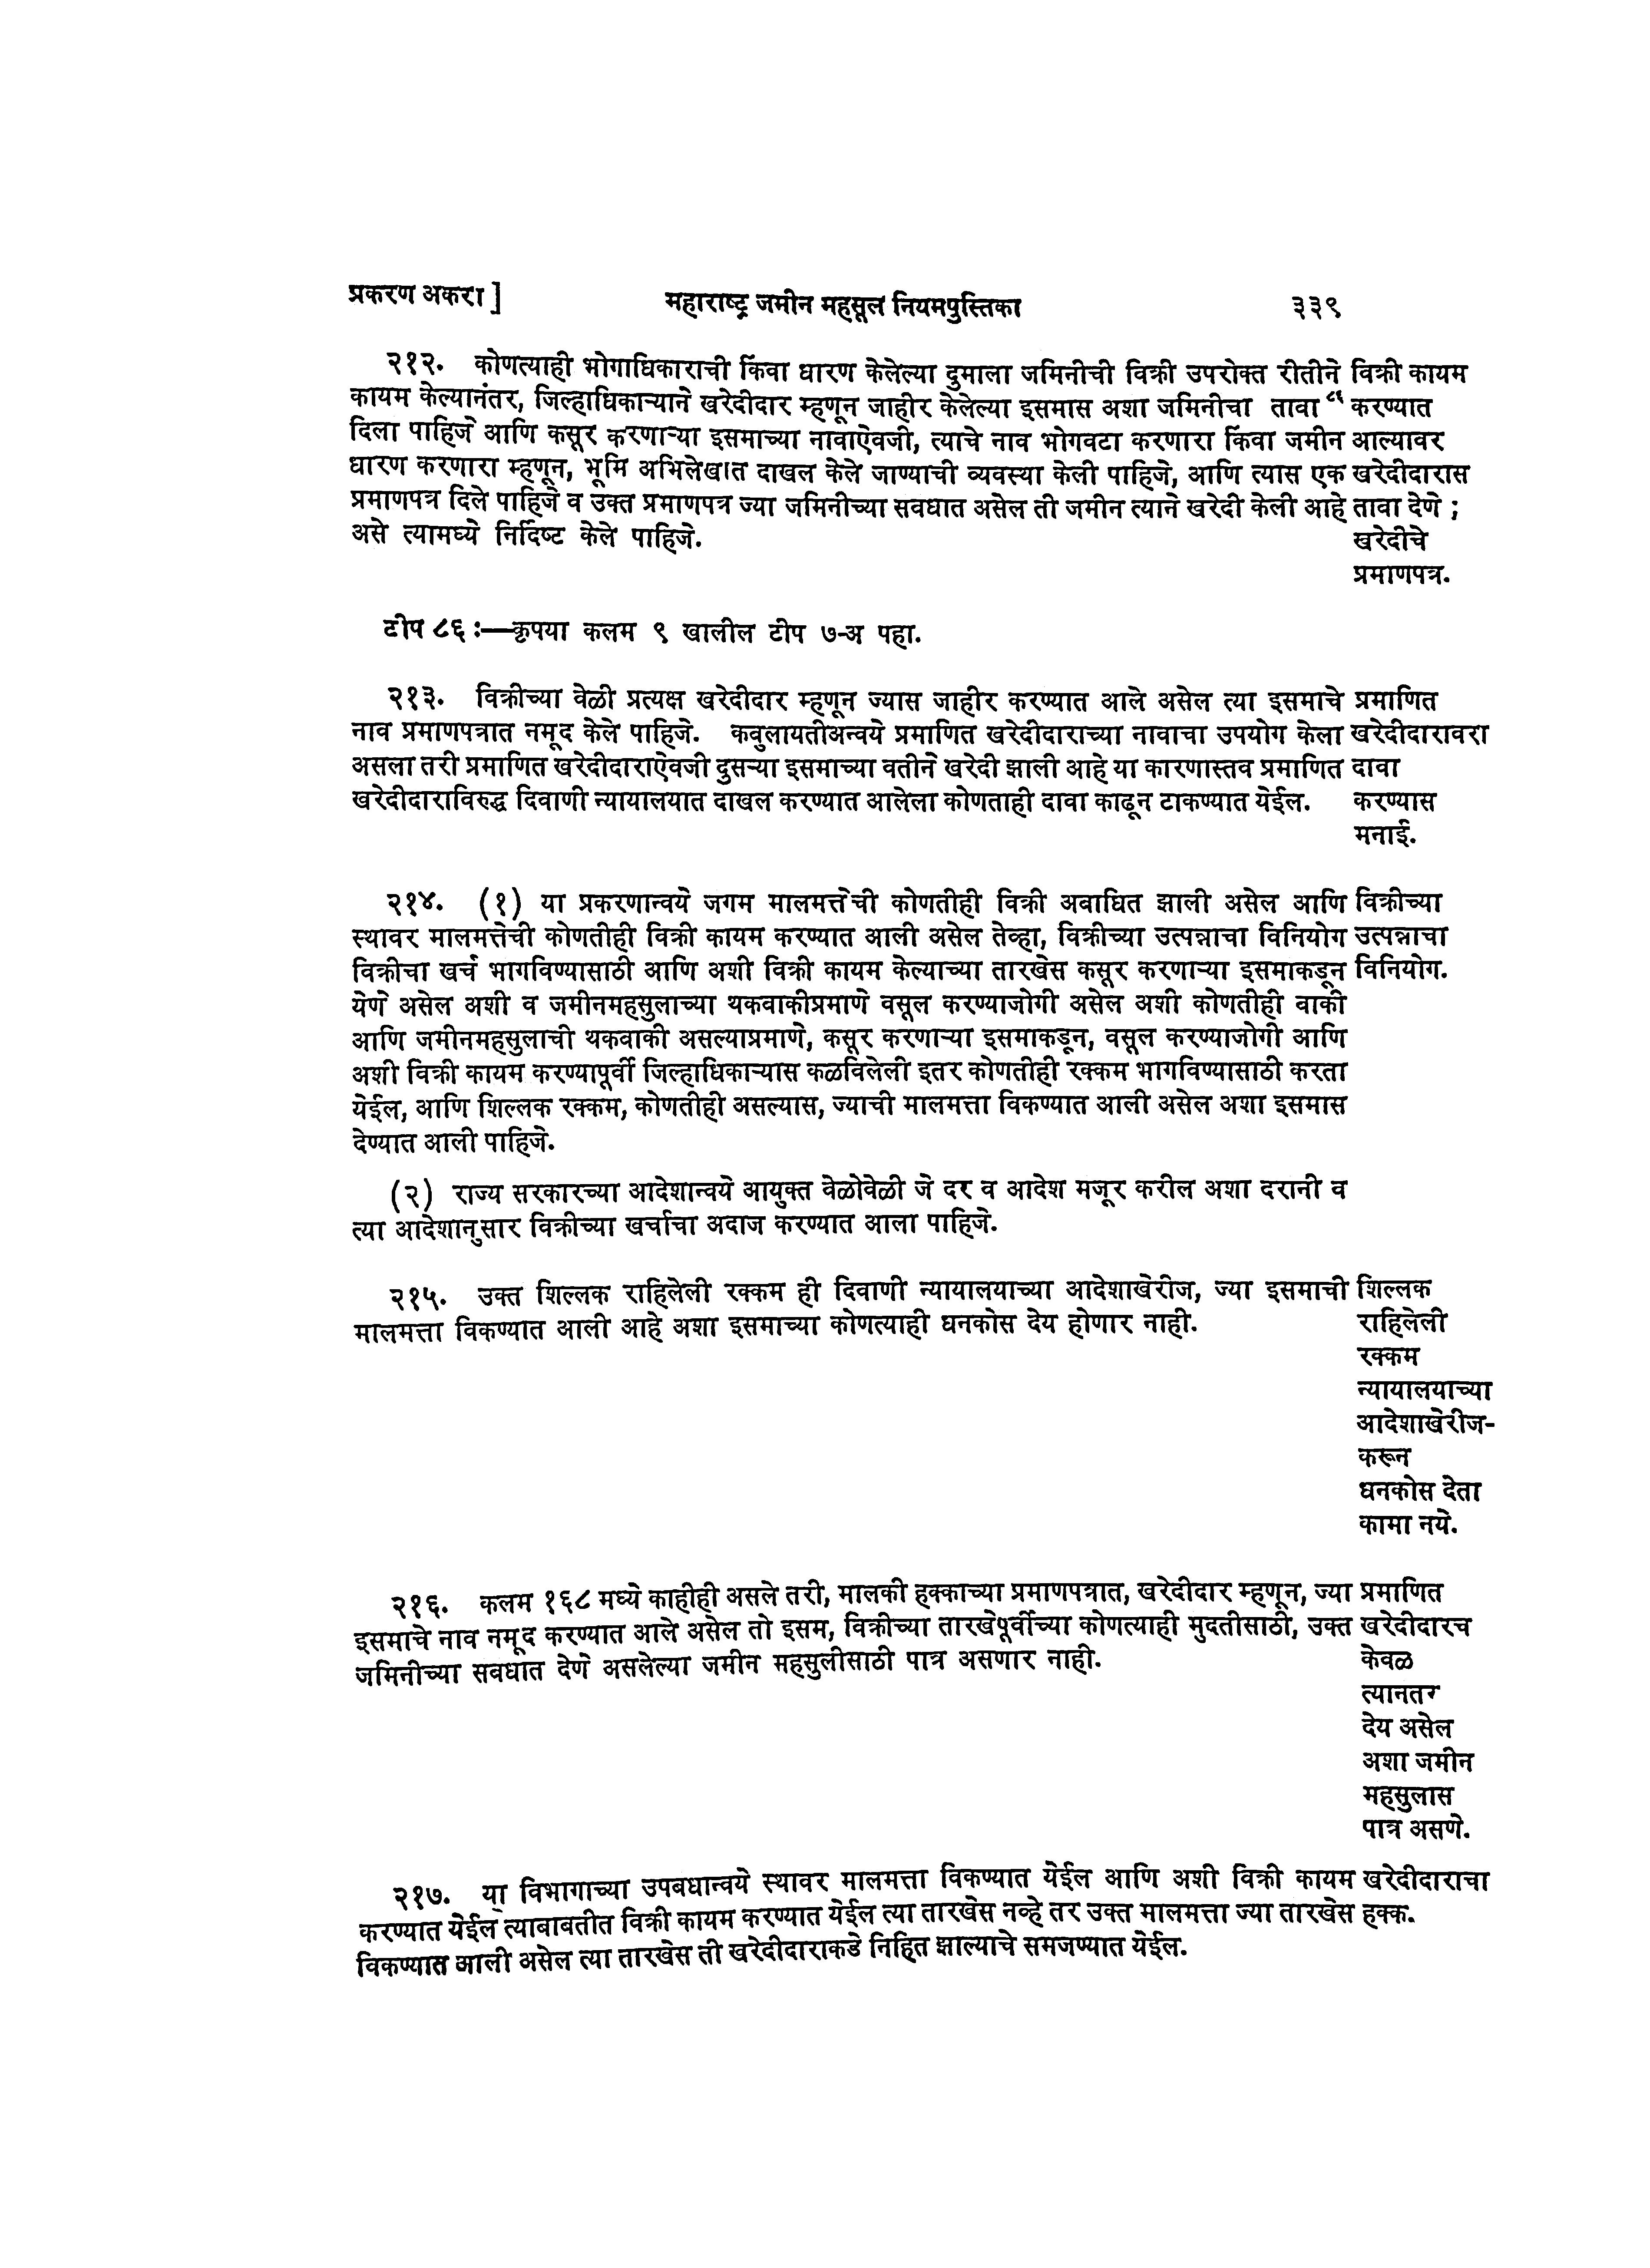 प्रकरण अकरा]
महाराष्ट्र जमीन महसूल नियमपुस्तिका
३३९
२१२. कोणत्याही भोगाधिकाराची किंवा धारण केलेल्या दुमाला जमिनीची विक्री उपरोक्त रीतीने
कायम केल्यानंतर, जिल्हाधिकाऱ्याने खरेदीदार म्हणून जाहीर केलेल्या इसमास अशा जमिनीचा तावा
दिला पाहिजे आणि कसूर करणाऱ्या इसमाच्या नावाऐवजी, त्याचे नाव भोगवटा करणारा किंवा जमीन
धारण करणारा म्हणून, भूमि अभिलेखात दाखल केले जाण्याची व्यवस्था केली पाहिजे, आणि त्यास एक
प्रमाणपत्र दिले पाहिजे व उक्त प्रमाणपत्र ज्या जमिनीच्या सवधात असेल ती जमीन त्याने खरेदी केली आहे
असे त्यामध्ये निर्दिष्ट केले पाहिजे.
विक्री कायम
करण्यात
आल्यावर
खरेदीदारास
तावा देणे ;
खरेदीचे
प्रमाणपत्र.
टीप ८६ :—कृपया कलम ९ खालील टीप ७-अ पहा.
२१३. विक्रीच्या वेळी प्रत्यक्ष खरेदीदार म्हणून ज्यास जाहीर करण्यात आले असेल त्या इसमाचे
नाव प्रमाणपत्रात नमूद केले पाहिजे. कबुलायतीअन्वये प्रमाणित खरेदीदाराच्या नावाचा उपयोग केला
असला तरी प्रमाणित खरेदीदाराऐवजी दुसऱ्या इसमाच्या वतीने खरेदी झाली आहे या कारणास्तव प्रमाणित
खरेदीदाराविरुद्ध दिवाणी न्यायालयात दाखल करण्यात आलेला कोणताही दावा काढून टाकण्यात येईल.
प्रमाणित
खरेदीदारावरा
दावा
करण्यास
मनाई.
२१४. (१) या प्रकरणान्वये जगम मालमत्तेची कोणतीही विक्री अबाधित झाली असेल आणि
स्थावर मालमत्तेची कोणतीही विक्री कायम करण्यात आली असेल तेव्हा, विक्रीच्या उत्पन्नाचा विनियोग
विक्रीचा खर्च भागविण्यासाठी आणि अशी विक्री कायम केल्याच्या तारखेस कसूर करणाऱ्या इसमाकडून
येणे असेल अशी व जमीनमहसुलाच्या थकबाकीप्रमाणे वसूल करण्याजोगी असेल अशी कोणतीही बाकी
आणि जमीनमहसुलाची थकबाकी असल्याप्रमाणे, कसूर करणाऱ्या इसमाकडून, वसूल करण्याजोगी आणि
अशी विक्री कायम करण्यापूर्वी जिल्हाधिकाऱ्यास कळविलेली इतर कोणतीही रक्कम भागविण्यासाठी करता
येईल, आणि शिल्लक रक्कम, कोणतीही असल्यास, ज्याची मालमत्ता विकण्यात आली असेल अशा इसमास
देण्यात आली पाहिजे.
विक्रीच्या
उत्पन्नाचा
विनियोग.
(२) राज्य सरकारच्या आदेशान्वये आयुक्त वेळोवेळी जे दर व आदेश मजूर करील अशा दरानी व
त्या आदेशानुसार विक्रीच्या खर्चाचा अदाज करण्यात आला पाहिजे.
२१५. उक्त शिल्लक राहिलेली रक्कम ही दिवाणी न्यायालयाच्या आदेशाखेरीज, ज्या इसमाची
मालमत्ता विकण्यात आली आहे अशा इसमाच्या कोणत्याही धनकोस देय होणार नाही.
शिल्लक
राहिलेली
रक्कम
न्यायालयाच्या
आदेशाखेरीज-
करून
धनकोस देता
कामा नये.
२१६. कलम १६८ मध्ये काहीही असले तरी, मालकी हक्काच्या प्रमाणपत्रात, खरेदीदार म्हणून, ज्या
इसमाचे नाव नमूद करण्यात आले असेल तो इसम, विक्रीच्या तारखेपूर्वीच्या कोणत्याही मुदतीसाठी, उक्त
जमिनीच्या सवधात देणे असलेल्या जमीन महसुलीसाठी पात्र असणार नाही.
प्रमाणित
खरेदीदारच
केवळ
त्यानतर
देय असेल
अशा जमीन
महसुलास
पात्र असणे.
२१७. या विभागाच्या उपबधान्वये स्थावर मालमत्ता विकण्यात येईल आणि अशी विक्री कायम
करण्यात येईल त्याबाबतीत विक्री कायम करण्यात येईल त्या तारखेस नव्हे तर उक्त मालमत्ता ज्या तारखेस
विकण्यात आली असेल त्या तारखेस ती खरेदीदाराकडे निहित झाल्याचे समजण्यात येईल.
खरेदीदाराचा
हक्क.